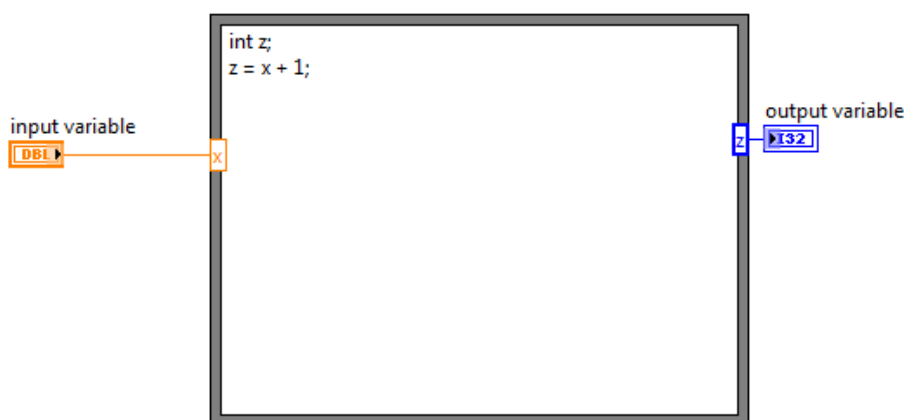 int z;
z = x + 1;
input variable
DBL
x
output variable
z
I32